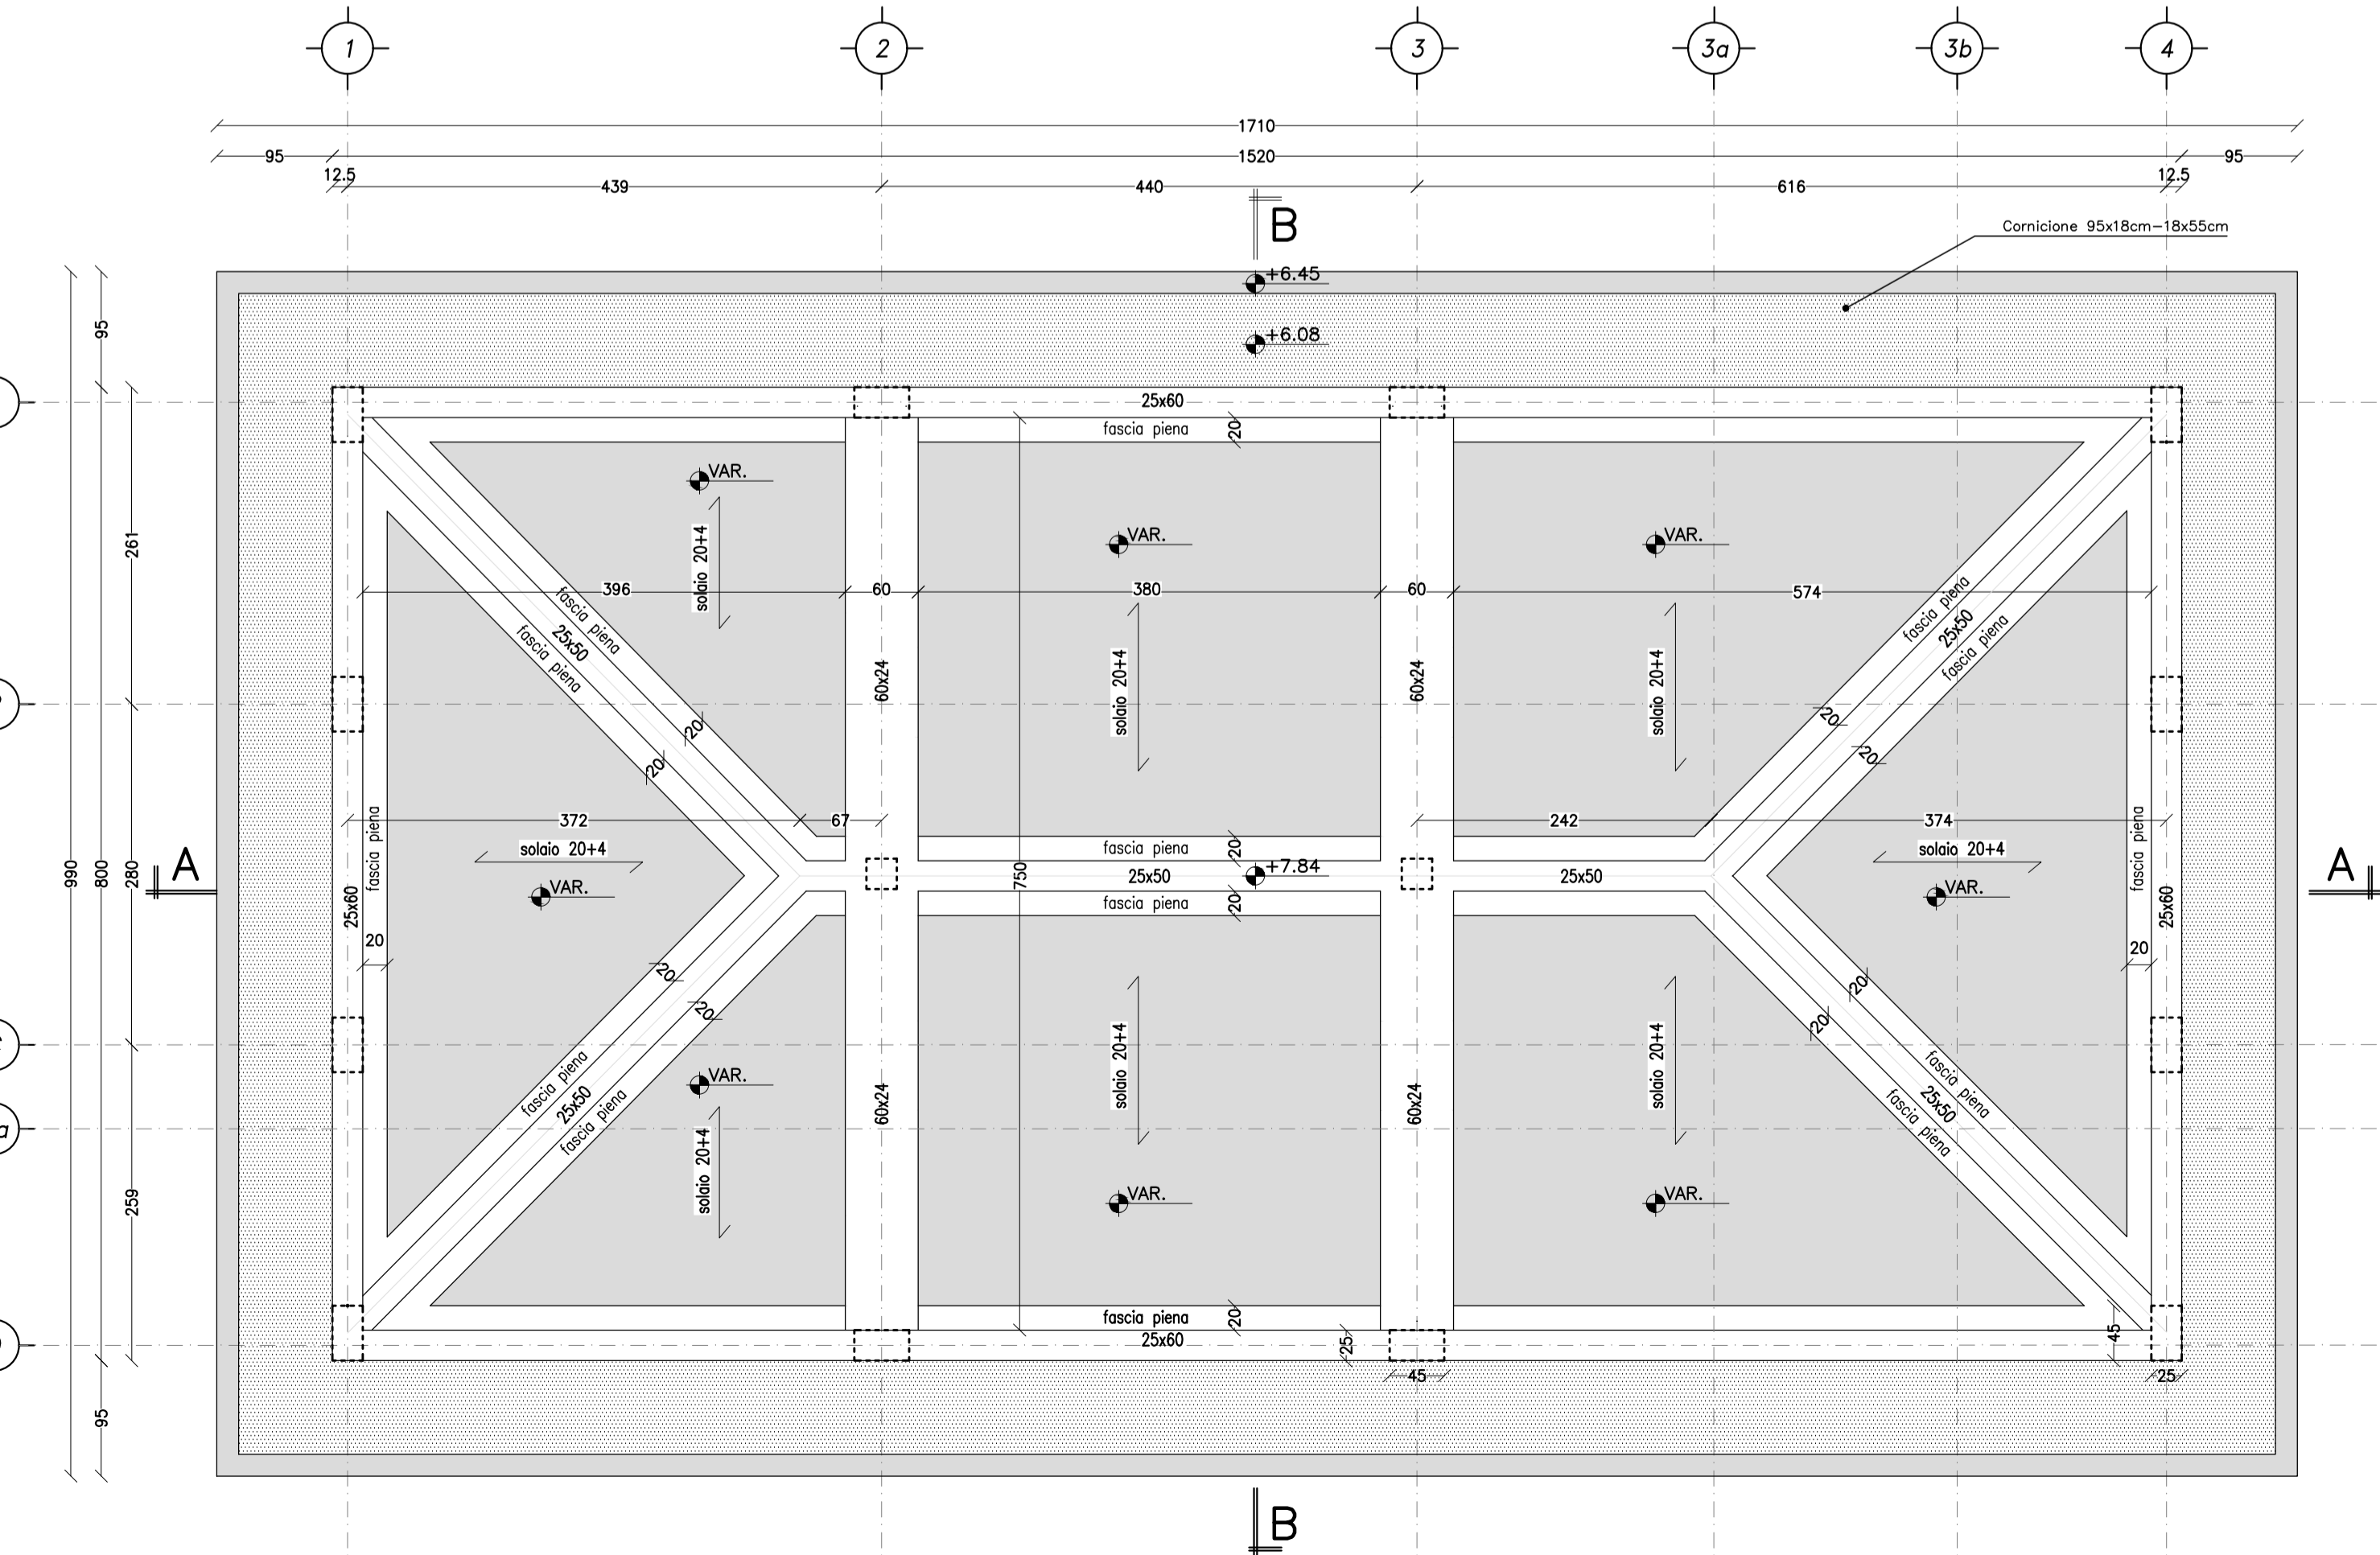 1 2 3 3a 3b 4
1710
95 1520 95
12.5 439 440 616 12.5
B
Cornicione 95x18cm-18x55cm
+6.45
+6.08
95
25x60
fascia piena 20
VAR.
VAR. VAR.
solaio 20+4
261
396 60 380 60 574
fascia piena
25x50
fascia piena
fascia piena
25x50
fascia piena
60x24 60x24
solaio 20+4 solaio 20+4
20 20
20 20
372 67 242 374
fascia piena fascia piena
solaio 20+4 fascia piena 20 solaio 20+4
A +7.84 A
990 800 280 750 25x50 25x50
VAR. VAR.
25x60 fascia piena 20 25x60
20 20
20 20
20 20
a
solaio 20+4 solaio 20+4
VAR.
fascia piena
25x50
fascia piena
fascia piena
25x50
fascia piena
60x24 60x24
solaio 20+4
259
VAR. VAR.
fascia piena 20
25x60 25 45
45 25
95
B